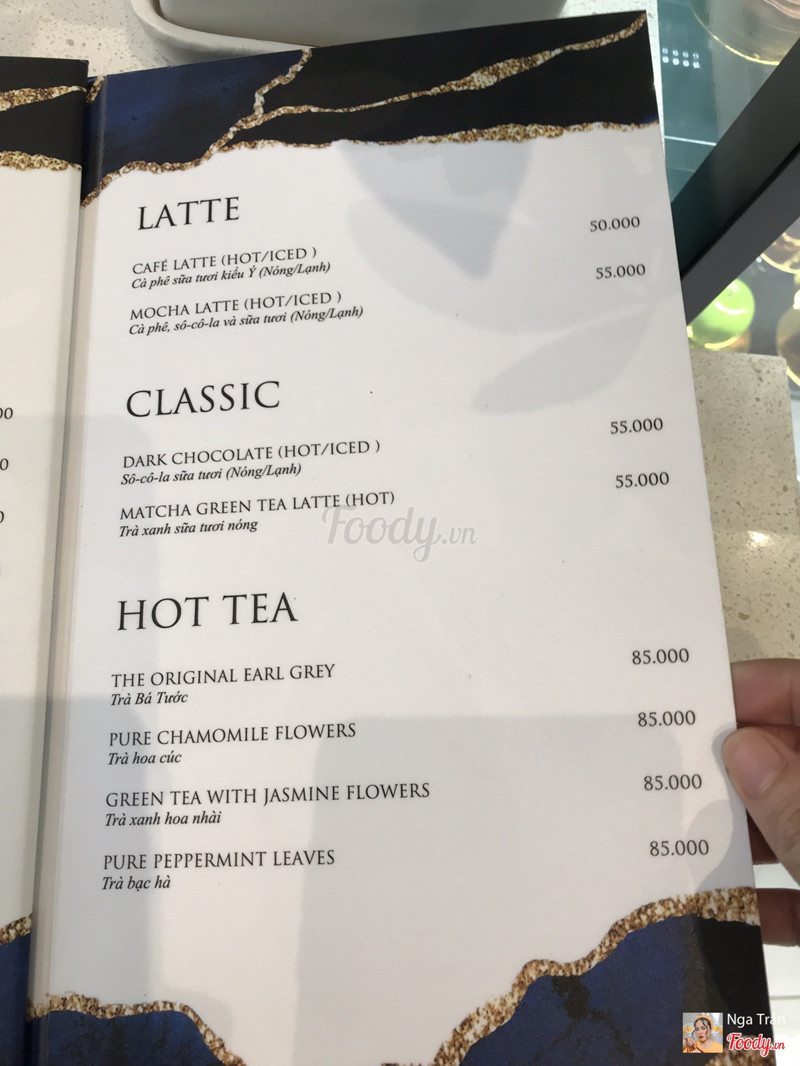 LATTE
50.000
CAFÉ LATTE (HOT/ICED )
Cà phê sữa tươi kiểu Ý (Nóng/Lạnh)
55.000
MOCHA LATTE (HOT/ICED )
Cà phê, sô-cô-la và sữa tươi (Nóng/Lạnh)
CLASSIC
55.000
DARK CHOCOLATE (HOT/ICED )
Sô-cô-la sữa tươi (Nóng/Lạnh)
55.000
MATCHA GREEN TEA LATTE (HOT)
Trà xanh sữa tươi nóng
Foody.vn
HOT TEA
THE ORIGINAL EARL GREY 85.000
Trà Bá Tước
PURE CHAMOMILE FLOWERS 85.000
Trà hoa cúc
GREEN TEA WITH JASMINE FLOWERS 85.000
Trà xanh hoa nhài
PURE PEPPERMINT LEAVES 85.000
Trà bạc hà
Nga Trần
Foody.vn